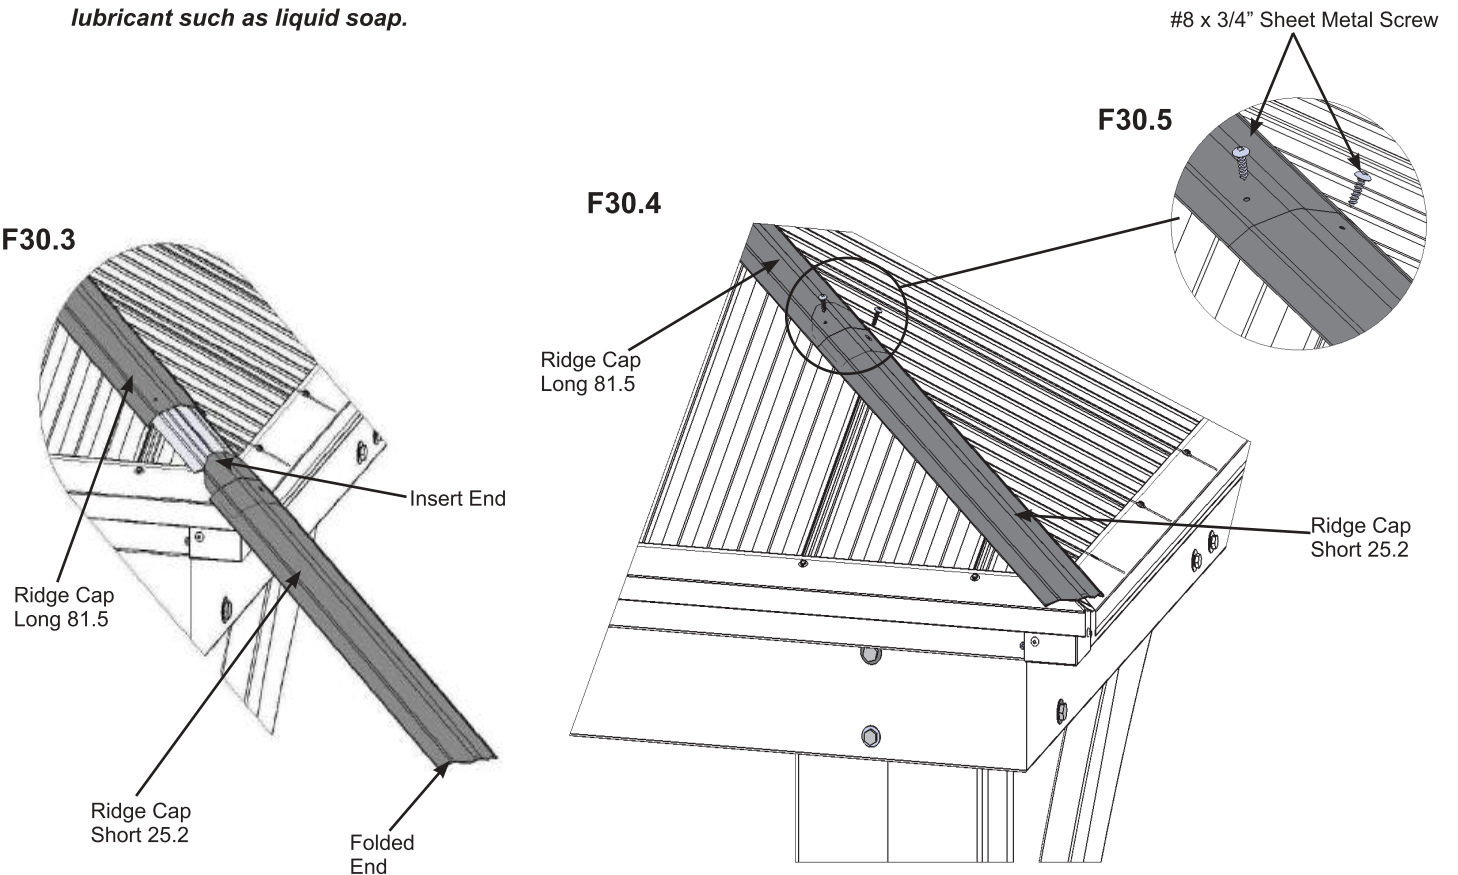 lubricant such as liquid soap.
#8 x 3/4” Sheet Metal Screw
F30.5
F30.4
F30.3
Ridge Cap
Long 81.5
Insert End
Ridge Cap
Short 25.2
Ridge Cap
Long 81.5
Ridge Cap
Short 25.2
Folded
End